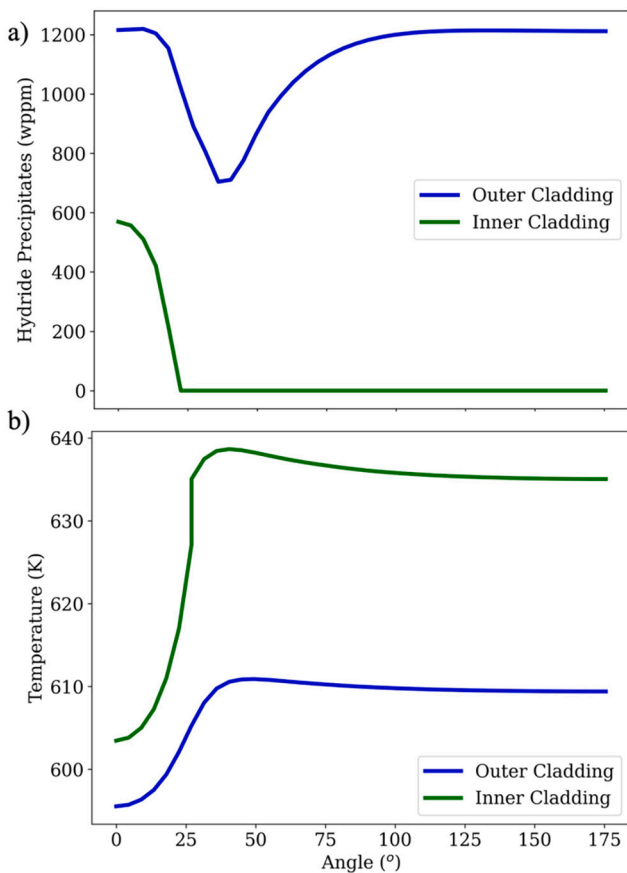 a)
1200
1000
800
600
400
200
0
Hydride Precipitates (wppm)
Outer Cladding
Inner Cladding
b)
640
630
620
610
600
Temperature (K)
Outer Cladding
Inner Cladding
0 25 50 75 100 125 150 175
Angle (°)